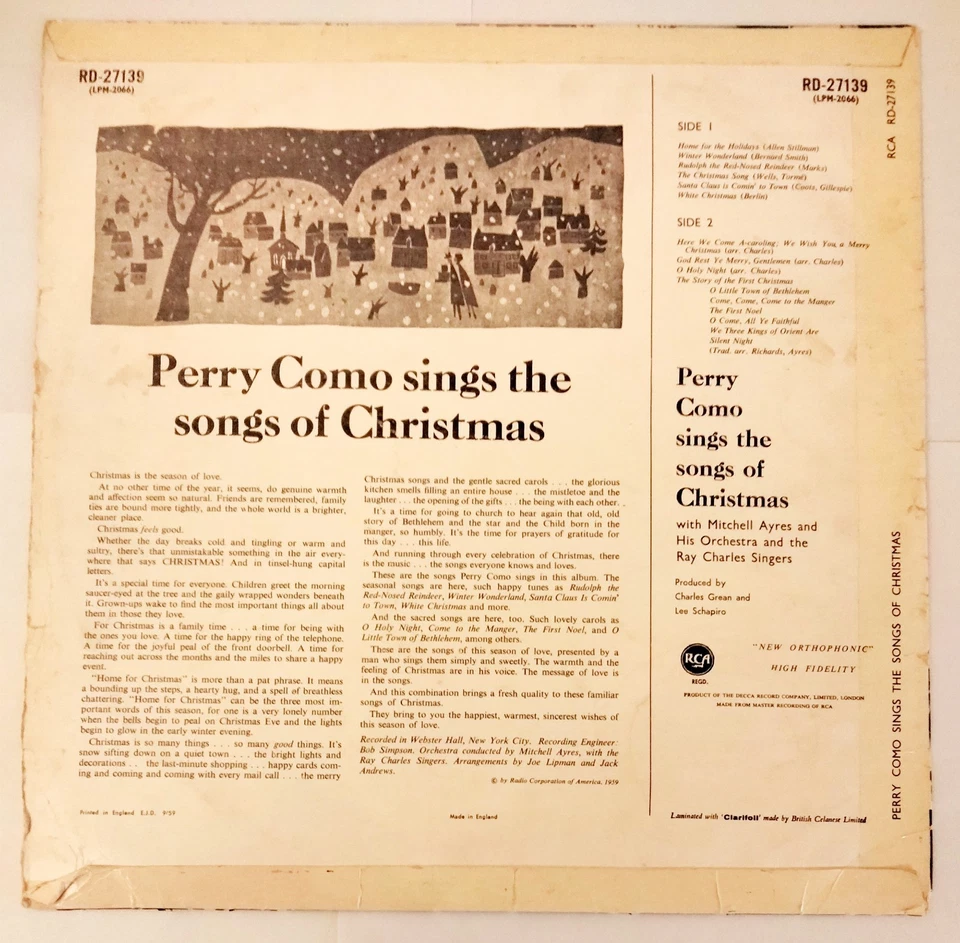 RD-27139
(LPM-2066)
Perry Como sings the
songs of Christmas
Christmas is the season of love.
At no other time of the year, it seems, do genuine warmth
and affection seem so natural. Friends are remembered, family
ties are bound more tightly, and the whole world is a brighter,
cleaner place.
Christmas feels good.
Whether the day breaks cold and tingling or warm and
sultry, there's that unmistakable something in the air every-
where that says CHRISTMAS! And in tinsel-hung capital
letters.
It's a special time for everyone. Children greet the morning
saucer-eyed at the tree and the gaily wrapped wonders beneath
it. Grown-ups wake to find the most important things all about
them in those they love.
For Christmas is a family time . . . a time for being with
the ones you love. A time for the happy ring of the telephone.
A time for the joyful peal of the front doorbell. A time for
reaching out across the months and the miles to share a happy
event.
"Home for Christmas" is more than a pat phrase. It means
a bounding up the steps, a hearty hug, and a spell of breathless
chattering. "Home for Christmas" can be the three most im-
portant words of this season, for one is a very lonely number
when the bells begin to peal on Christmas Eve and the lights
begin to glow in the early winter evening.
Christmas is so many things . . . so many good things. It's
snow sifting down on a quiet town . . . the bright lights and
decorations . . the last-minute shopping . . . happy cards com-
ing and coming and coming with every mail call . . . the merry
Christmas songs and the gentle sacred carols . . . the glorious
kitchen smells filling an entire house . . . the mistletoe and the
laughter . . . the opening of the gifts . . . the being with each other. . .
It's a time for going to church to hear again that old, old
story of Bethlehem and the star and the Child born in the
manger, so humbly. It's the time for prayers of gratitude for
this day . . . this life.
And running through every celebration of Christmas, there
is the music . . . the songs everyone knows and loves.
These are the songs Perry Como sings in this album. The
seasonal songs are here, such happy tunes as Rudolph the
Red-Nosed Reindeer, Winter Wonderland, Santa Claus Is Comin'
to Town, White Christmas and more.
And the sacred songs are here, too. Such lovely carols as
O Holy Night, Come to the Manger, The First Noel, and O
Little Town of Bethlehem, among others.
These are the songs of this season of love, presented by a
man who sings them simply and sweetly. The warmth and the
feeling of Christmas are in his voice. The message of love is
in the songs.
And this combination brings a fresh quality to these familiar
songs of Christmas.
They bring to you the happiest, warmest, sincerest wishes of
this season of love.
Recorded in Webster Hall, New York City. Recording Engineer:
Bob Simpson. Orchestra conducted by Mitchell Ayres, with the
Ray Charles Singers. Arrangements by Joe Lipman and Jack
Andrews.
© by Radio Corporation of America, 1959
Printed in England E.J.D. 9/59
Made in England
RD-27139
(LPM-2066)
SIDE 1
Home for the Holidays (Allen Stillman)
Winter Wonderland (Bernard Smith)
Rudolph the Red-Nosed Reindeer (Marks)
The Christmas Song (Wells, Tormé)
Santa Claus is Comin' to Town (Coots, Gillespie)
White Christmas (Berlin)
SIDE 2
Here We Come A-caroling; We Wish You a Merry
Christmas (arr. Charles)
God Rest Ye Merry, Gentlemen (arr. Charles)
O Holy Night (arr. Charles)
The Story of the First Christmas
O Little Town of Bethlehem
Come, Come, Come to the Manger
The First Noel
O Come, All Ye Faithful
We Three Kings of Orient Are
Silent Night
(Trad. arr. Richards, Ayres)
Perry
Como
sings the
songs of
Christmas
with Mitchell Ayres and
His Orchestra and the
Ray Charles Singers
Produced by
Charles Grean and
Lee Schapiro
RCA
REGD.
"NEW ORTHOPHONIC"
HIGH FIDELITY
PRODUCT OF THE DECCA RECORD COMPANY, LIMITED, LONDON
MADE FROM MASTER RECORDING OF RCA
Laminated with 'Clarifoil' made by British Celanese Limited
RCA RD-27139
PERRY COMO SINGS THE SONGS OF CHRISTMAS